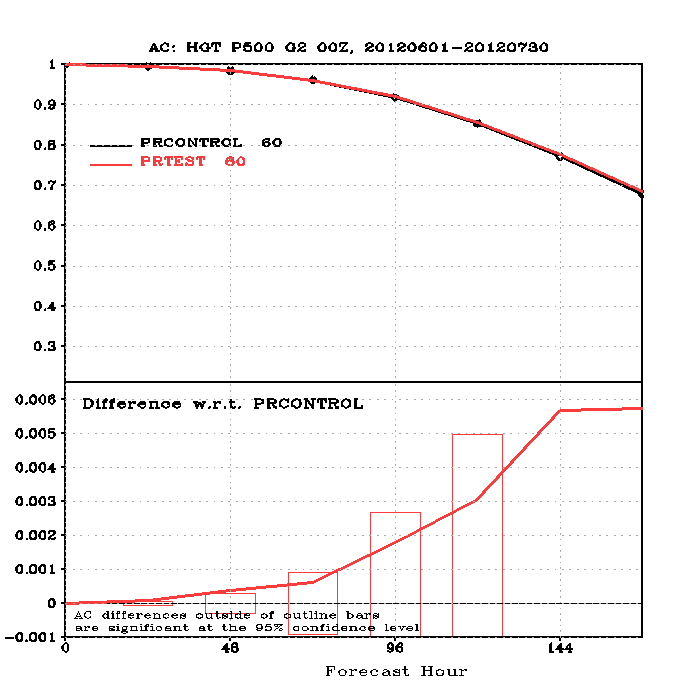 AC: HGT P500 G2 00Z, 20120601-20120730
1
0.9
0.8
0.7
0.6
0.5
0.4
0.3
PRCONTROL 60
PRTEST 60
Difference w.r.t. PRCONTROL
0.006
0.005
0.004
0.003
0.002
0.001
0
-0.001
AC differences outside of outline bars
are significant at the 95% confidence level
0 48 96 144
Forecast Hour